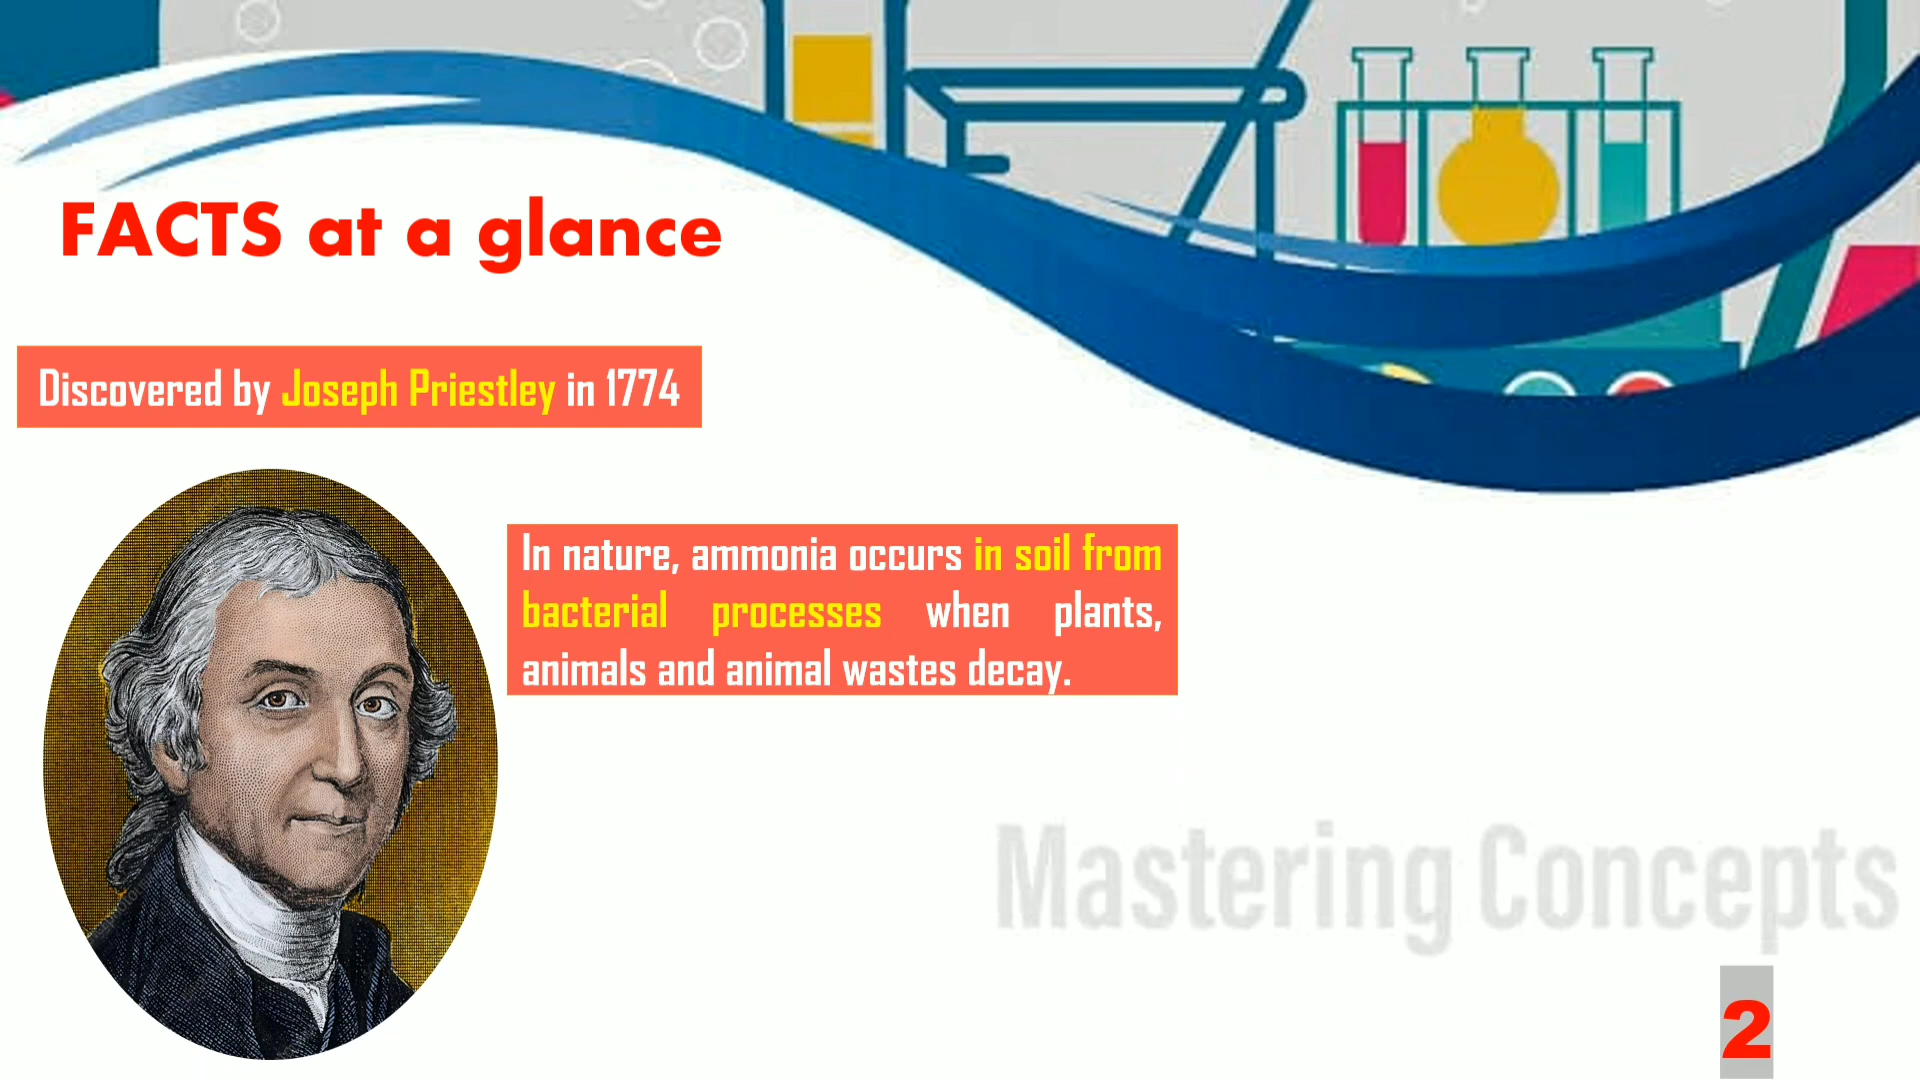 FACTS at a glance
Discovered by Joseph Priestley in 1774
In nature, ammonia occurs in soil from
bacterial processes when plants,
animals and animal wastes decay.
Mastering Concepts
2